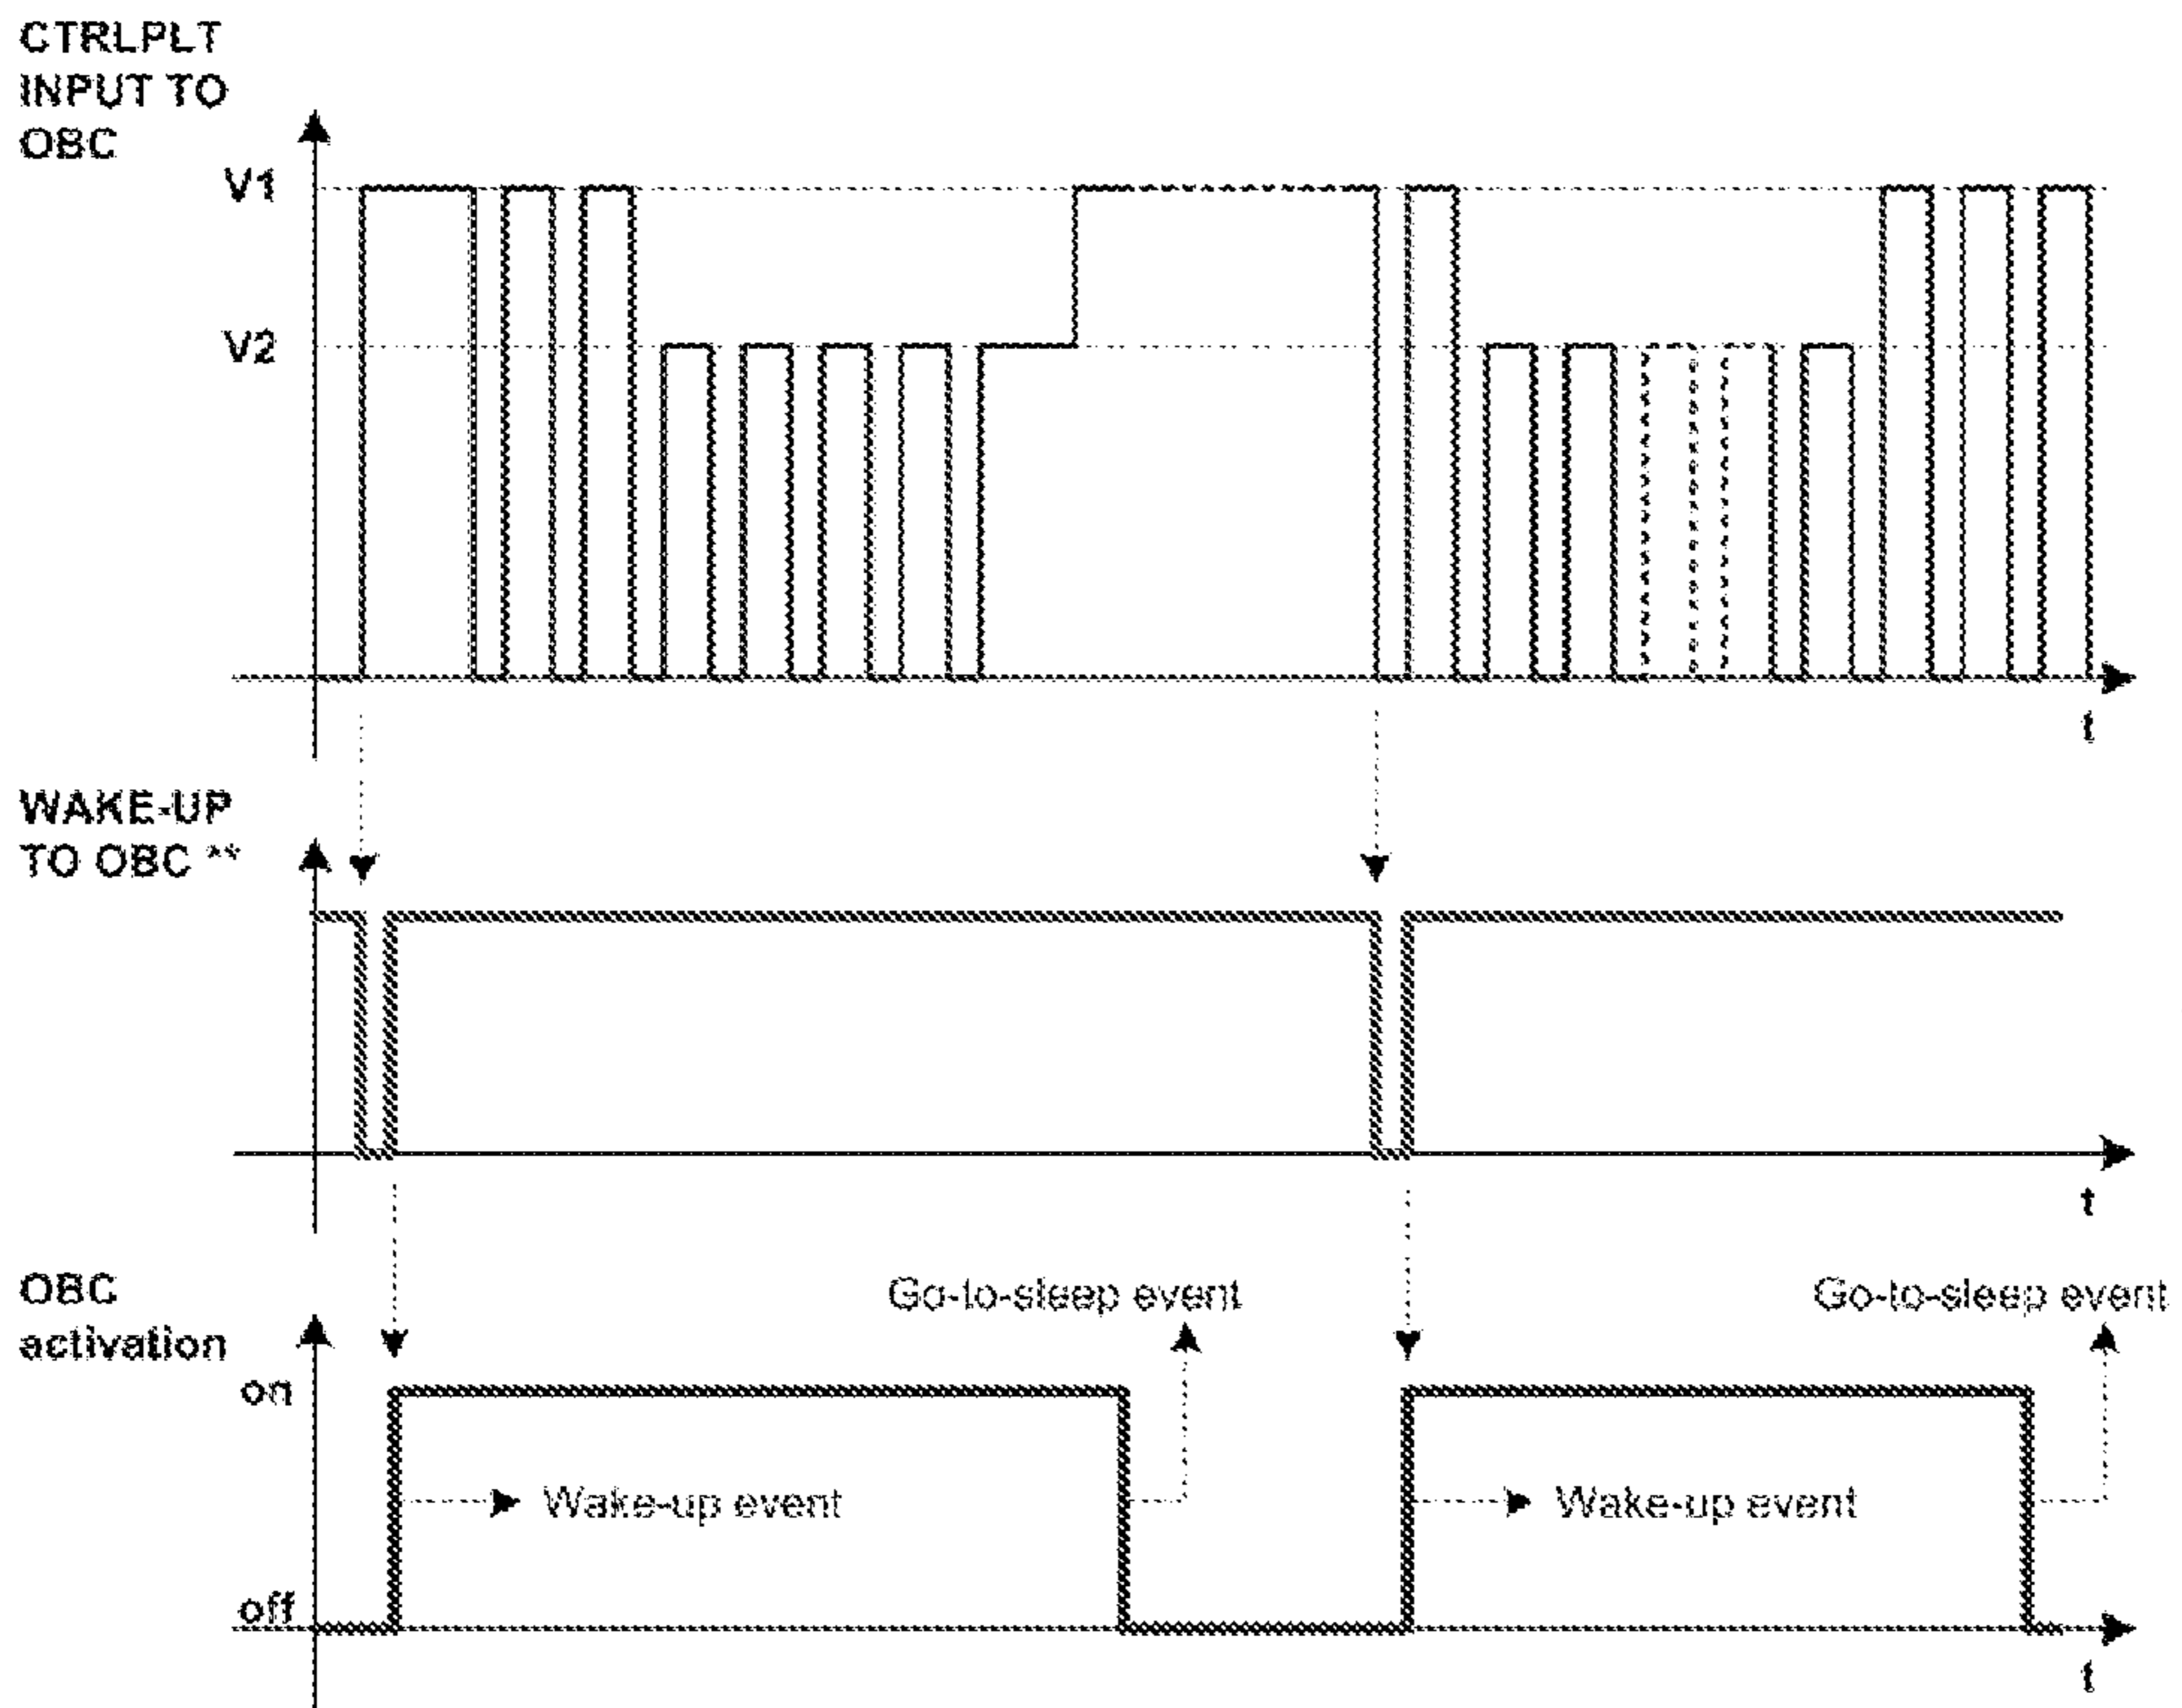 CTRLPLT
INPUT TO
OBC
V1
V2
t
WAKE-UP
TO OBC **
t
OBC
activation
Go-to-sleep event
Go-to-sleep event
on
Wake-up event
Wake-up event
off
t